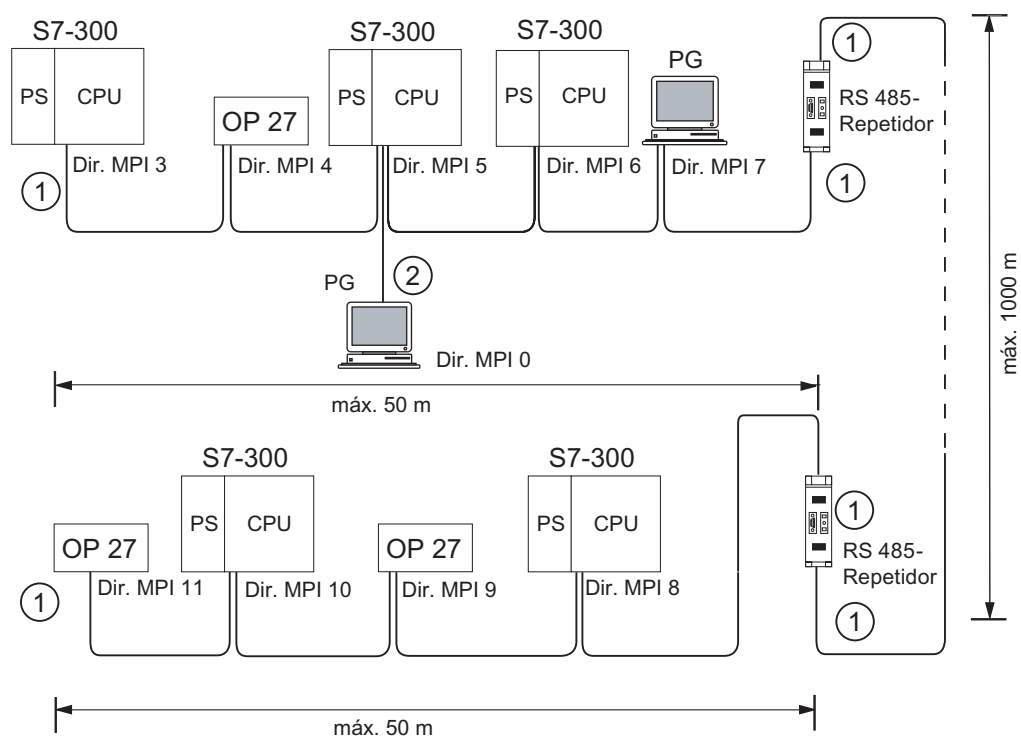 S7-300
S7-300
S7-300
1
PG
PS
CPU
OP 27
PS
CPU
PS
CPU
RS 485-
Repetidor
Dir. MPI 3
Dir. MPI 4
Dir. MPI 5
Dir. MPI 6
Dir. MPI 7
1
1
PG
2
Dir. MPI 0
máx. 1000 m
máx. 50 m
S7-300
S7-300
OP 27
PS
CPU
OP 27
PS
CPU
1
RS 485-
Repetidor
Dir. MPI 11
Dir. MPI 10
Dir. MPI 9
Dir. MPI 8
1
1
máx. 50 m